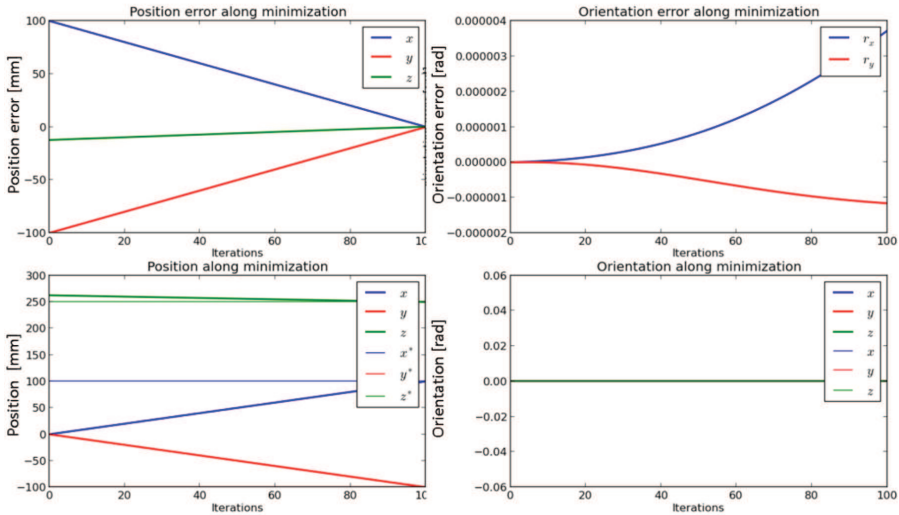 Position error along minimization
Position error [mm]
100
50
0
−50
−100
x
y
z
0
20
40
60
80
10
Iterations
Orientation error along minimization
Orientation error [rad]
0.000004
0.000003
0.000002
0.000001
0.000000
−0.000001
−0.000002
r_x
r_y
0
20
40
60
80
100
Iterations
Position along minimization
Position [mm]
300
250
200
150
100
50
0
−50
−100
x
y
z
x*
y*
z*
0
20
40
60
80
10
Iterations
Orientation along minimization
Orientation [rad]
0.06
0.04
0.02
0.00
−0.02
−0.04
−0.06
x
y
z
x
y
z
0
20
40
60
80
100
Iterations